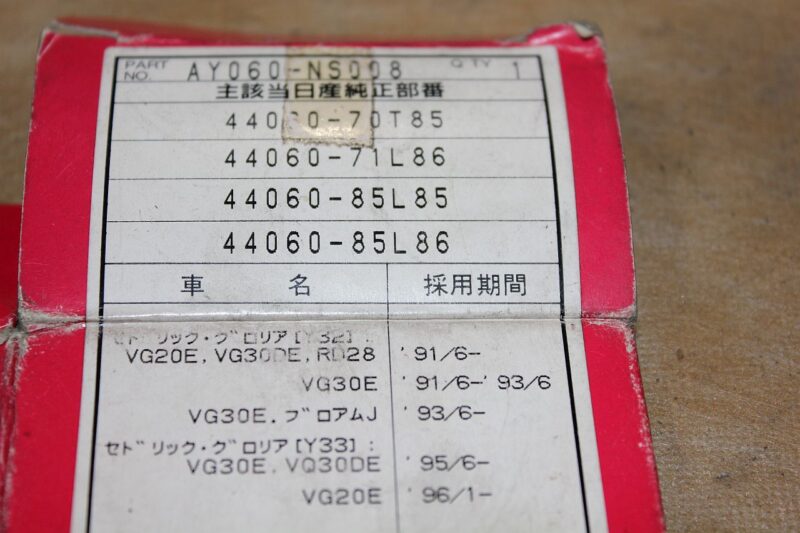 PART NO. AY060-NS008 Q'TY 1
主該当日産純正部番
44060-70T85
44060-71L86
44060-85L85
44060-85L86
車名 採用期間
セドリック・グロリア[Y32]:
VG20E, VG30DE, RD28 '91/6-
VG30E '91/6-'93/6
VG30E, ブロアムJ '93/6-
セドリック・グロリア[Y33]:
VG30E, VQ30DE '95/6-
VG20E '96/1-